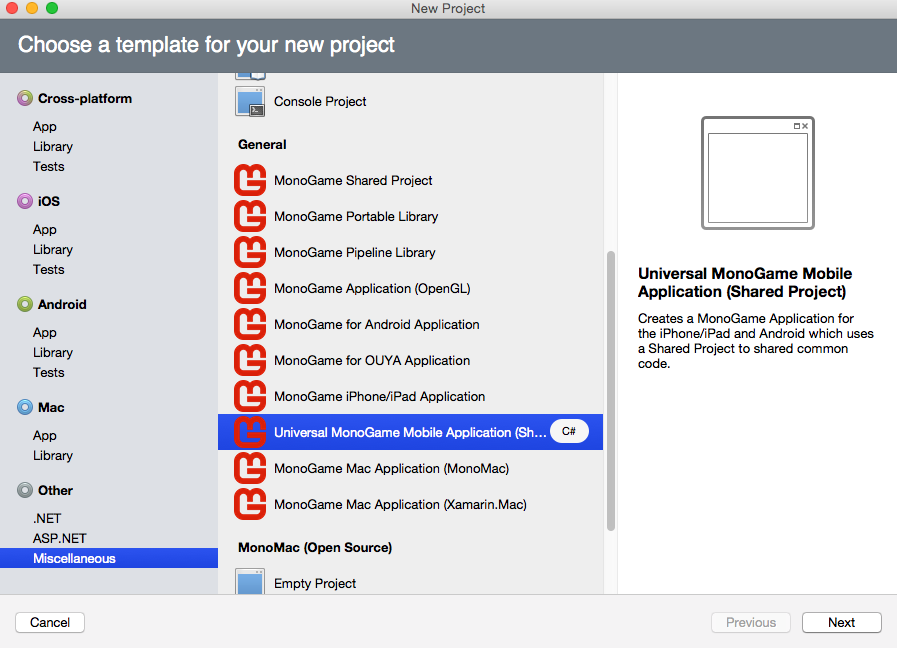 New Project
Choose a template for your new project
Cross-platform
App
Library
Tests
iOS
App
Library
Tests
Android
App
Library
Tests
Mac
App
Library
Other
.NET
ASP.NET
Miscellaneous
Console Project
General
MonoGame Shared Project
MonoGame Portable Library
MonoGame Pipeline Library
MonoGame Application (OpenGL)
MonoGame for Android Application
MonoGame for OUYA Application
MonoGame iPhone/iPad Application
Universal MonoGame Mobile Application (Sh... C#
MonoGame Mac Application (MonoMac)
MonoGame Mac Application (Xamarin.Mac)
MonoMac (Open Source)
Empty Project
Universal MonoGame Mobile
Application (Shared Project)
Creates a MonoGame Application for
the iPhone/iPad and Android which uses
a Shared Project to shared common
code.
Cancel
Previous
Next